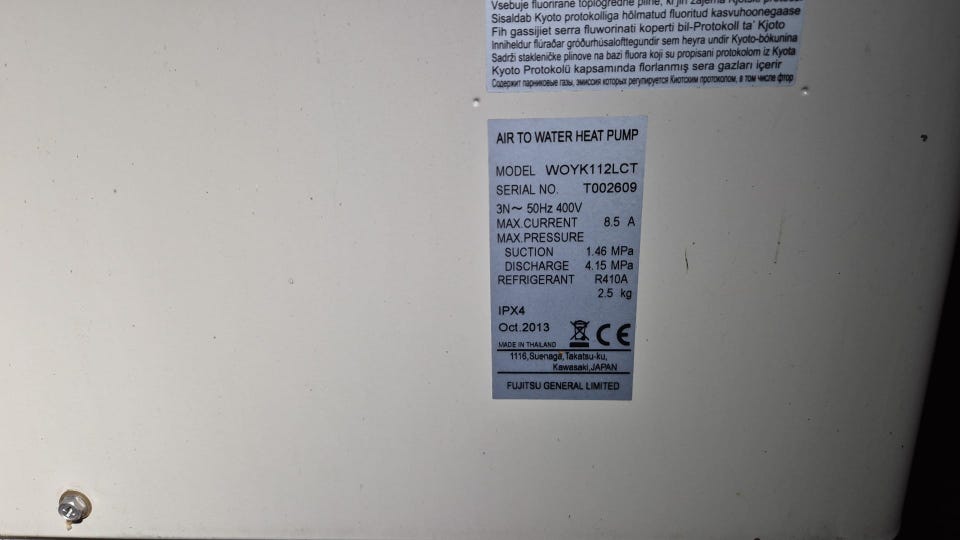 Vsebuje fluorirane toplogredne pline, ki jih zajema Kjotski
Sisaldab Kyoto protokolliga hõlmatud fluoritud kasvuhoonegaase
Fih gassijiet serra fluworinati koperti bil-Protokoll ta' Kjoto
Inniheldur flúraðar gróðurhúsalofttegundir sem heyra undir Kyoto-bókunina
Sadrži stakleničke plinove na bazi fluora koji su propisani protokolom iz Kyota
Kyoto Protokolü kapsamında florlanmış sera gazları içerir
Содержит парниковые газы, эмиссия которых регулируется Киотским протоколом, в том числе фтор
AIR TO WATER HEAT PUMP
MODEL WOYK112LCT
SERIAL NO. T002609
3N～ 50Hz 400V
MAX.CURRENT 8.5 A
MAX.PRESSURE
SUCTION 1.46 MPa
DISCHARGE 4.15 MPa
REFRIGERANT R410A
2.5 kg
IPX4
Oct.2013 CE
MADE IN THAILAND
1116,Suenaga,Takatsu-ku,
Kawasaki,JAPAN
FUJITSU GENERAL LIMITED